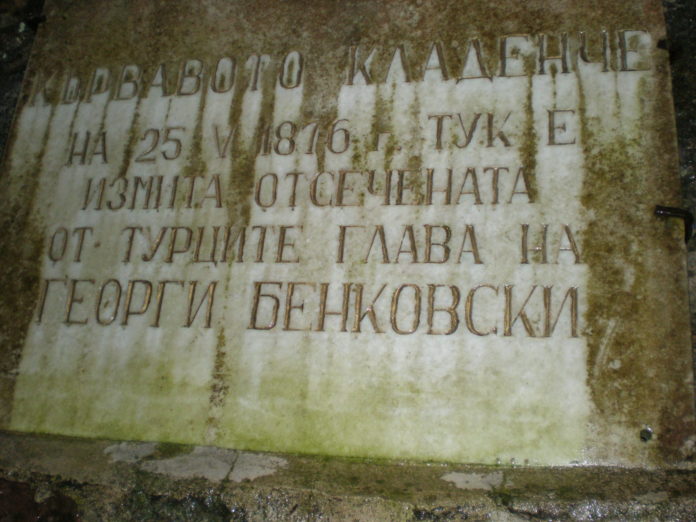 КЪРВАВОТО КЛАДЕНЧЕ
НА 25 V 1876 г. ТУК Е
ИЗМИТА ОТСЕЧЕНАТА
ОТ ТУРЦИТЕ ГЛАВА НА
ГЕОРГИ БЕНКОВСКИ